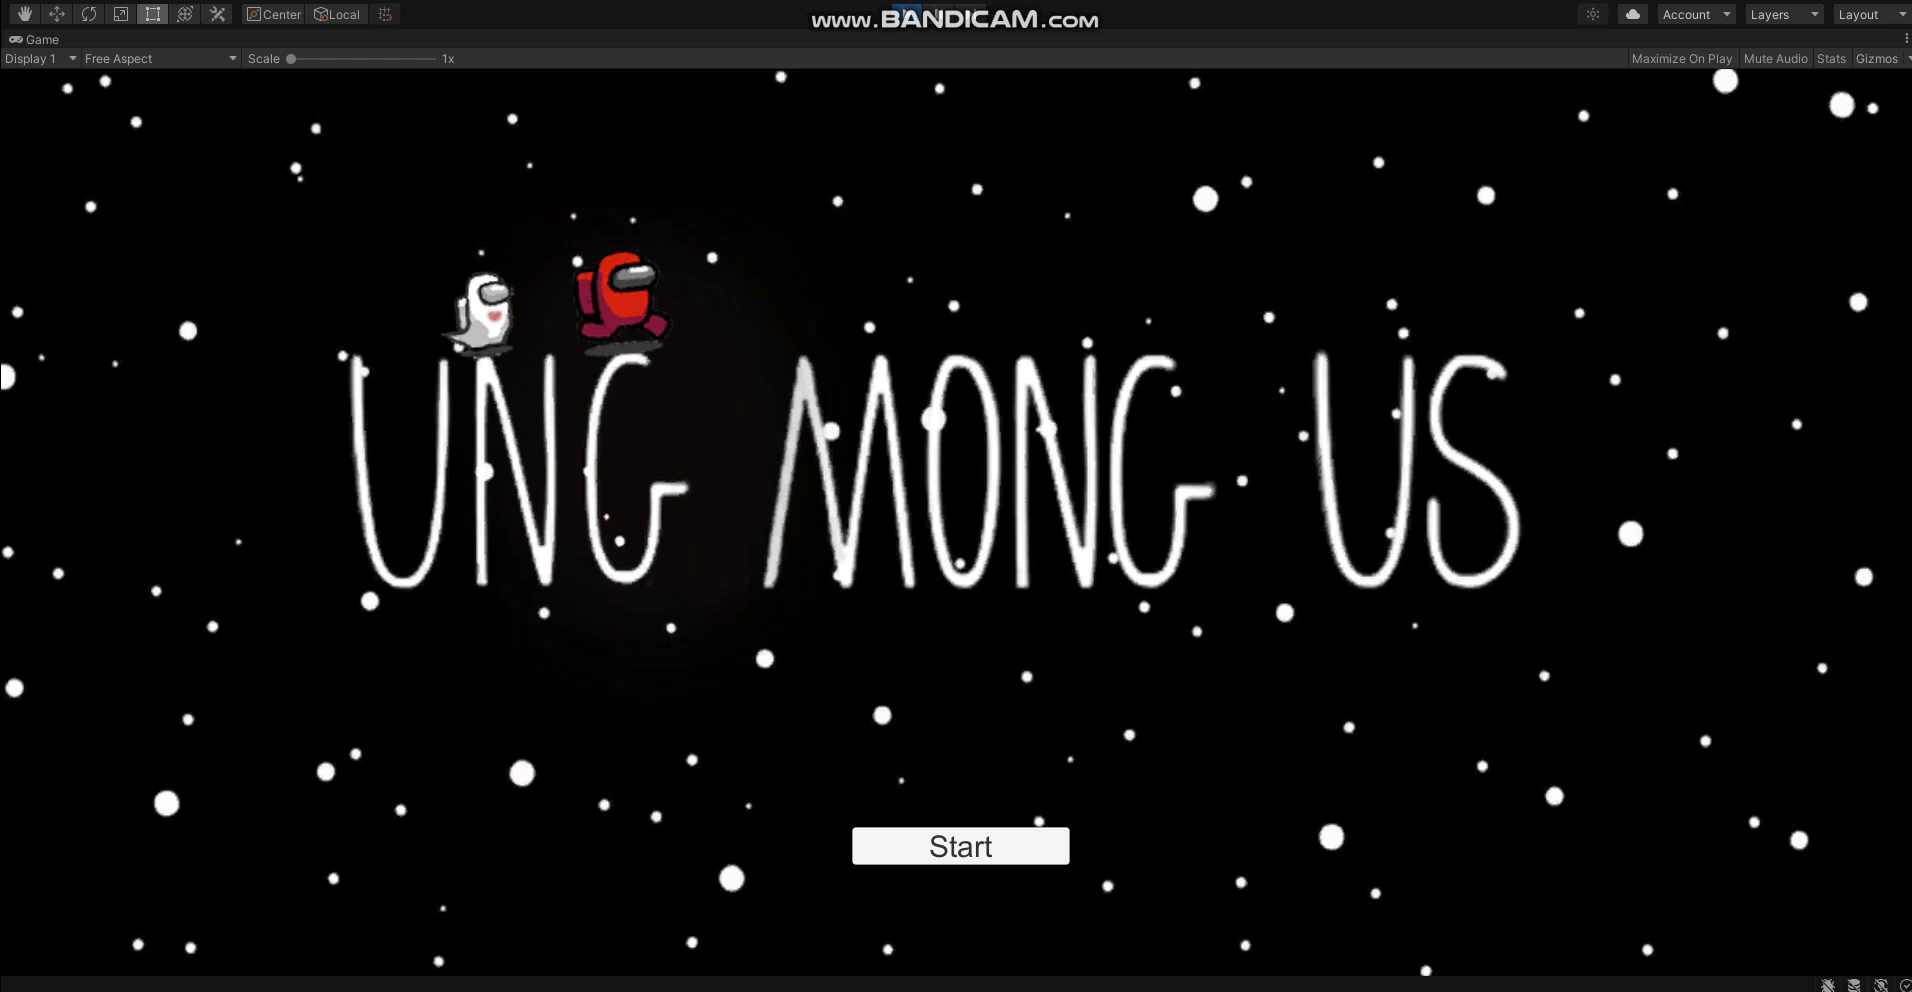 Center Local www.BANDICAM.com Account Layers Layout
Game
Display 1 Free Aspect Scale 1x Maximize On Play Mute Audio Stats Gizmos
UNG MONG US
Start